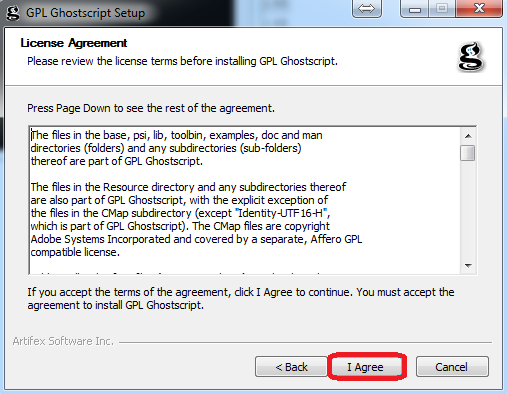 GPL Ghostscript Setup
License Agreement
Please review the license terms before installing GPL Ghostscript.
Press Page Down to see the rest of the agreement.
The files in the base, psi, lib, toolbin, examples, doc and man
directories (folders) and any subdirectories (sub-folders)
thereof are part of GPL Ghostscript.
The files in the Resource directory and any subdirectories thereof
are also part of GPL Ghostscript, with the explicit exception of
the files in the CMap subdirectory (except "Identity-UTF16-H",
which is part of GPL Ghostscript). The CMap files are copyright
Adobe Systems Incorporated and covered by a separate, Affero GPL
compatible license.
If you accept the terms of the agreement, click I Agree to continue. You must accept the
agreement to install GPL Ghostscript.
Artifex Software Inc.
< Back
I Agree
Cancel